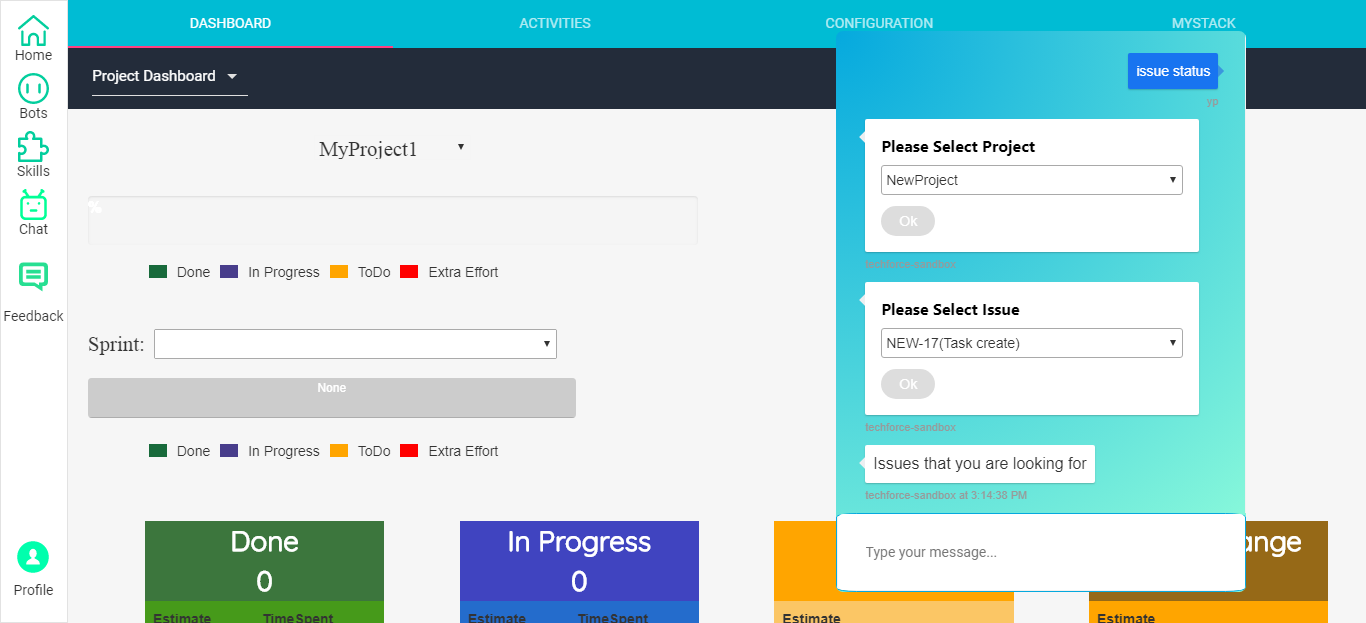 DASHBOARD
ACTIVITIES
CONFIGURATION
MYSTACK
Home
Bots
Skills
Chat
Feedback
Profile
Project Dashboard
MyProject1
%
Done
In Progress
ToDo
Extra Effort
Sprint:
None
Done
In Progress
ToDo
Extra Effort
Done
0
Estimate
TimeSpent
In Progress
0
Estimate
TimeSpent
Estimate
ange
Estimate
issue status
yp
Please Select Project
NewProject
Ok
techforce-sandbox
Please Select Issue
NEW-17(Task create)
Ok
techforce-sandbox
Issues that you are looking for
techforce-sandbox at 3:14:38 PM
Type your message...